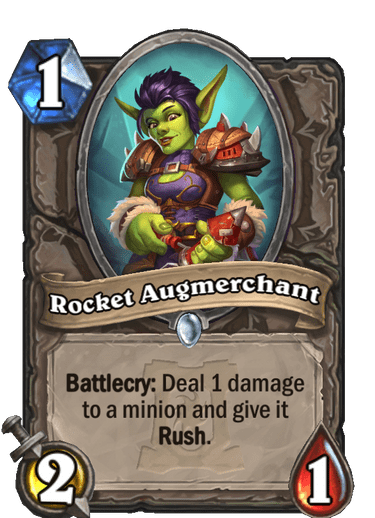 1
Rocket Augmerchant
Battlecry: Deal 1 damage
to a minion and give it
Rush.
2
1